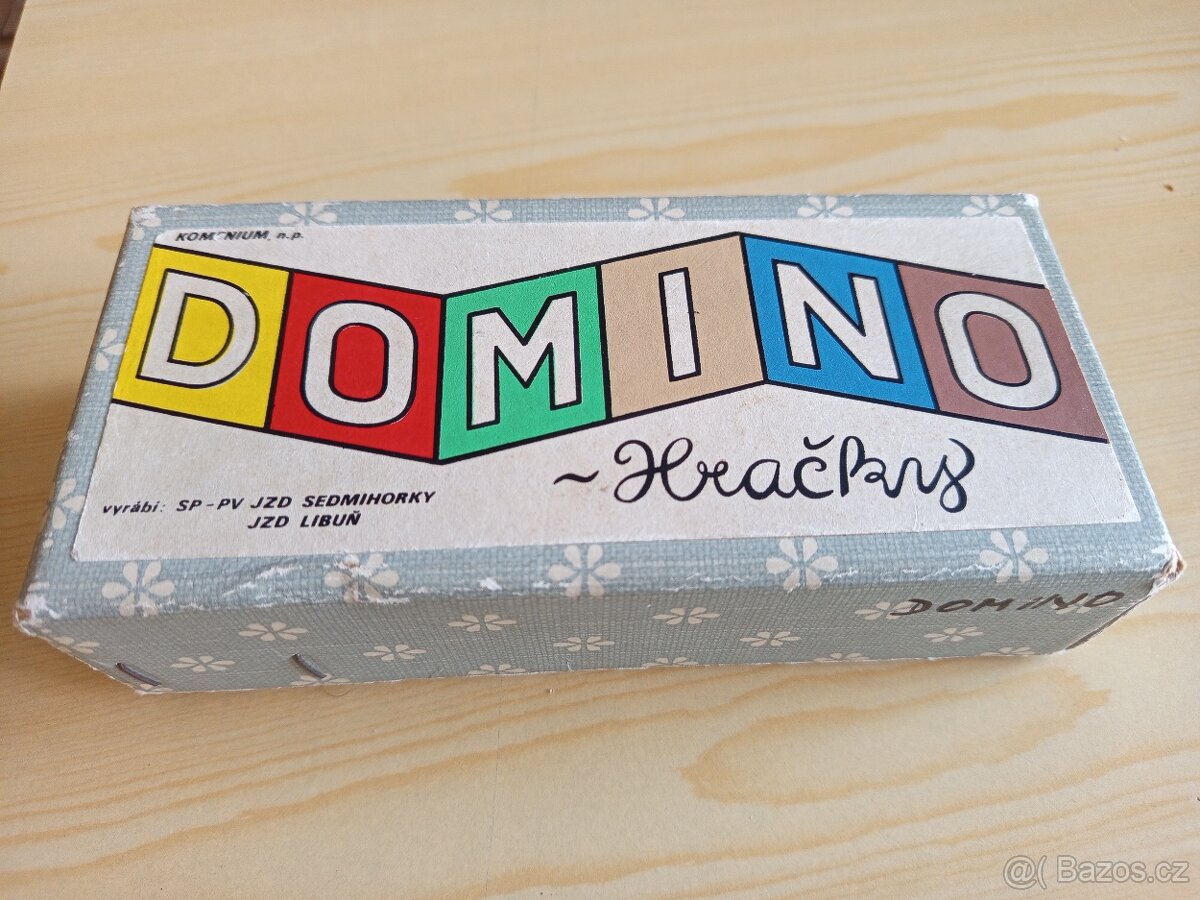 KOMENIUM, n.p.
DOMINO
~Hračky
vyrábí: SP-PV JZD SEDMIHORKY
JZD LIBUŇ
DOMINO
@( Bazos.cz